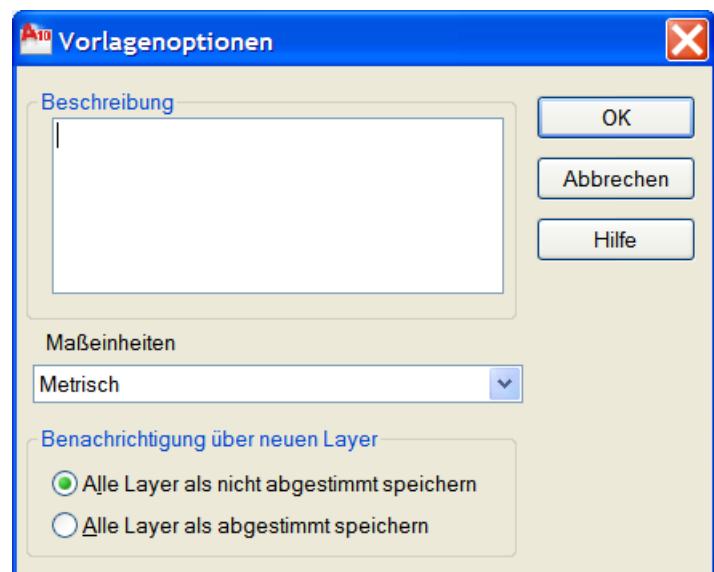 A10 Vorlagenoptionen
Beschreibung
OK
Abbrechen
Hilfe
Maßeinheiten
Metrisch
Benachrichtigung über neuen Layer
Alle Layer als nicht abgestimmt speichern
Alle Layer als abgestimmt speichern